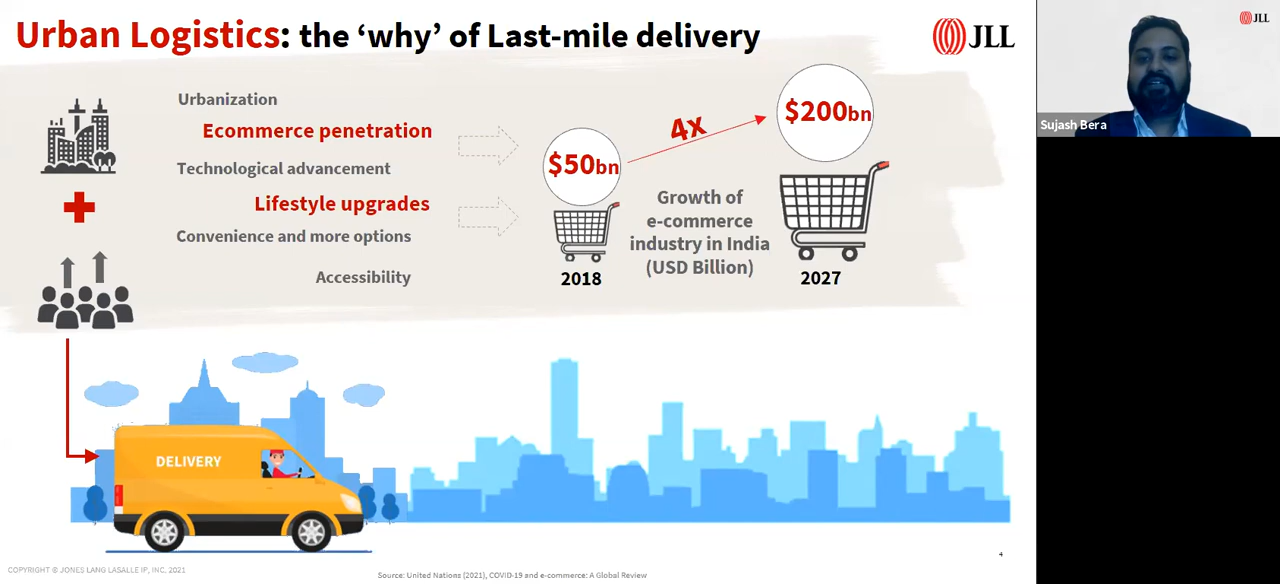 Urban Logistics: the ‘why’ of Last-mile delivery
JLL
JLL
Sujash Bera
Urbanization
Ecommerce penetration
Technological advancement
Lifestyle upgrades
Convenience and more options
Accessibility
$50bn
2018
4x
Growth of
e-commerce
industry in India
(USD Billion)
$200bn
2027
DELIVERY
4
COPYRIGHT © JONES LANG LASALLE IP, INC. 2021
Source: United Nations (2021), COVID-19 and e-commerce: A Global Review